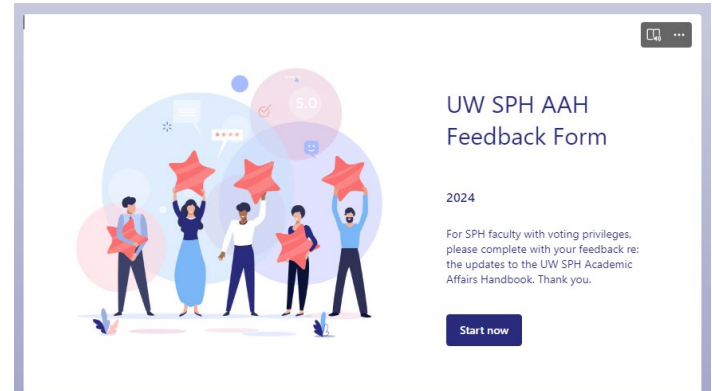 5.0
UW SPH AAH
Feedback Form
2024
For SPH faculty with voting privileges,
please complete with your feedback re:
the updates to the UW SPH Academic
Affairs Handbook. Thank you.
Start now